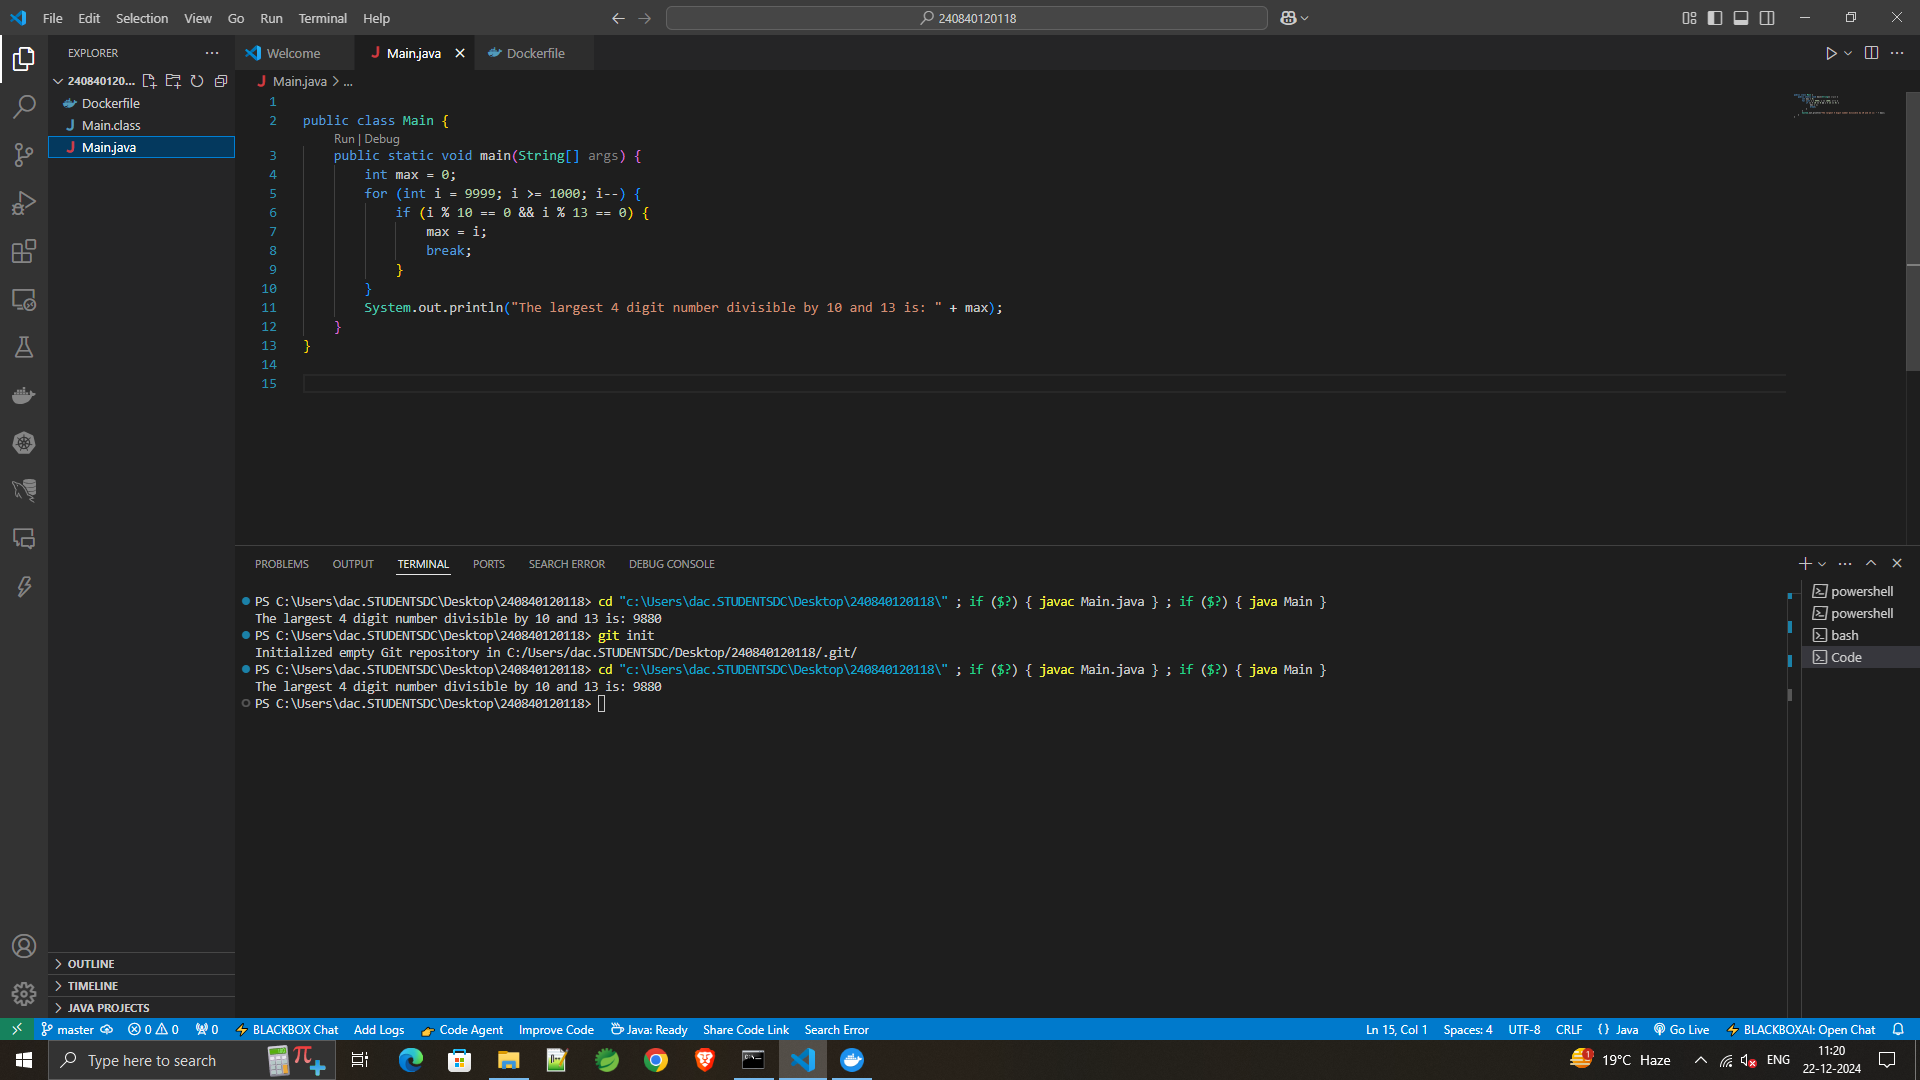 File Edit Selection View Go Run Terminal Help
240840120118
EXPLORER
240840120...
Dockerfile
Main.class
Main.java
Welcome
Main.java
Dockerfile
Main.java > ...
1
2 public class Main {
Run | Debug
3 public static void main(String[] args) {
4 int max = 0;
5 for (int i = 9999; i >= 1000; i--) {
6 if (i % 10 == 0 && i % 13 == 0) {
7 max = i;
8 break;
9 }
10 }
11 System.out.println("The largest 4 digit number divisible by 10 and 13 is: " + max);
12 }
13 }
14
15
PROBLEMS OUTPUT TERMINAL PORTS SEARCH ERROR DEBUG CONSOLE
PS C:\Users\dac.STUDENTSDC\Desktop\240840120118> cd "c:\Users\dac.STUDENTSDC\Desktop\240840120118\" ; if ($?) { javac Main.java } ; if ($?) { java Main }
The largest 4 digit number divisible by 10 and 13 is: 9880
PS C:\Users\dac.STUDENTSDC\Desktop\240840120118> git init
Initialized empty Git repository in C:/Users/dac.STUDENTSDC/Desktop/240840120118/.git/
PS C:\Users\dac.STUDENTSDC\Desktop\240840120118> cd "c:\Users\dac.STUDENTSDC\Desktop\240840120118\" ; if ($?) { javac Main.java } ; if ($?) { java Main }
The largest 4 digit number divisible by 10 and 13 is: 9880
PS C:\Users\dac.STUDENTSDC\Desktop\240840120118>
powershell
powershell
bash
Code
OUTLINE
TIMELINE
JAVA PROJECTS
master 0 0 0 BLACKBOX Chat Add Logs Code Agent Improve Code Java: Ready Share Code Link Search Error
Ln 15, Col 1 Spaces: 4 UTF-8 CRLF {} Java Go Live BLACKBOXAI: Open Chat
Type here to search
19°C Haze
ENG
11:20
22-12-2024